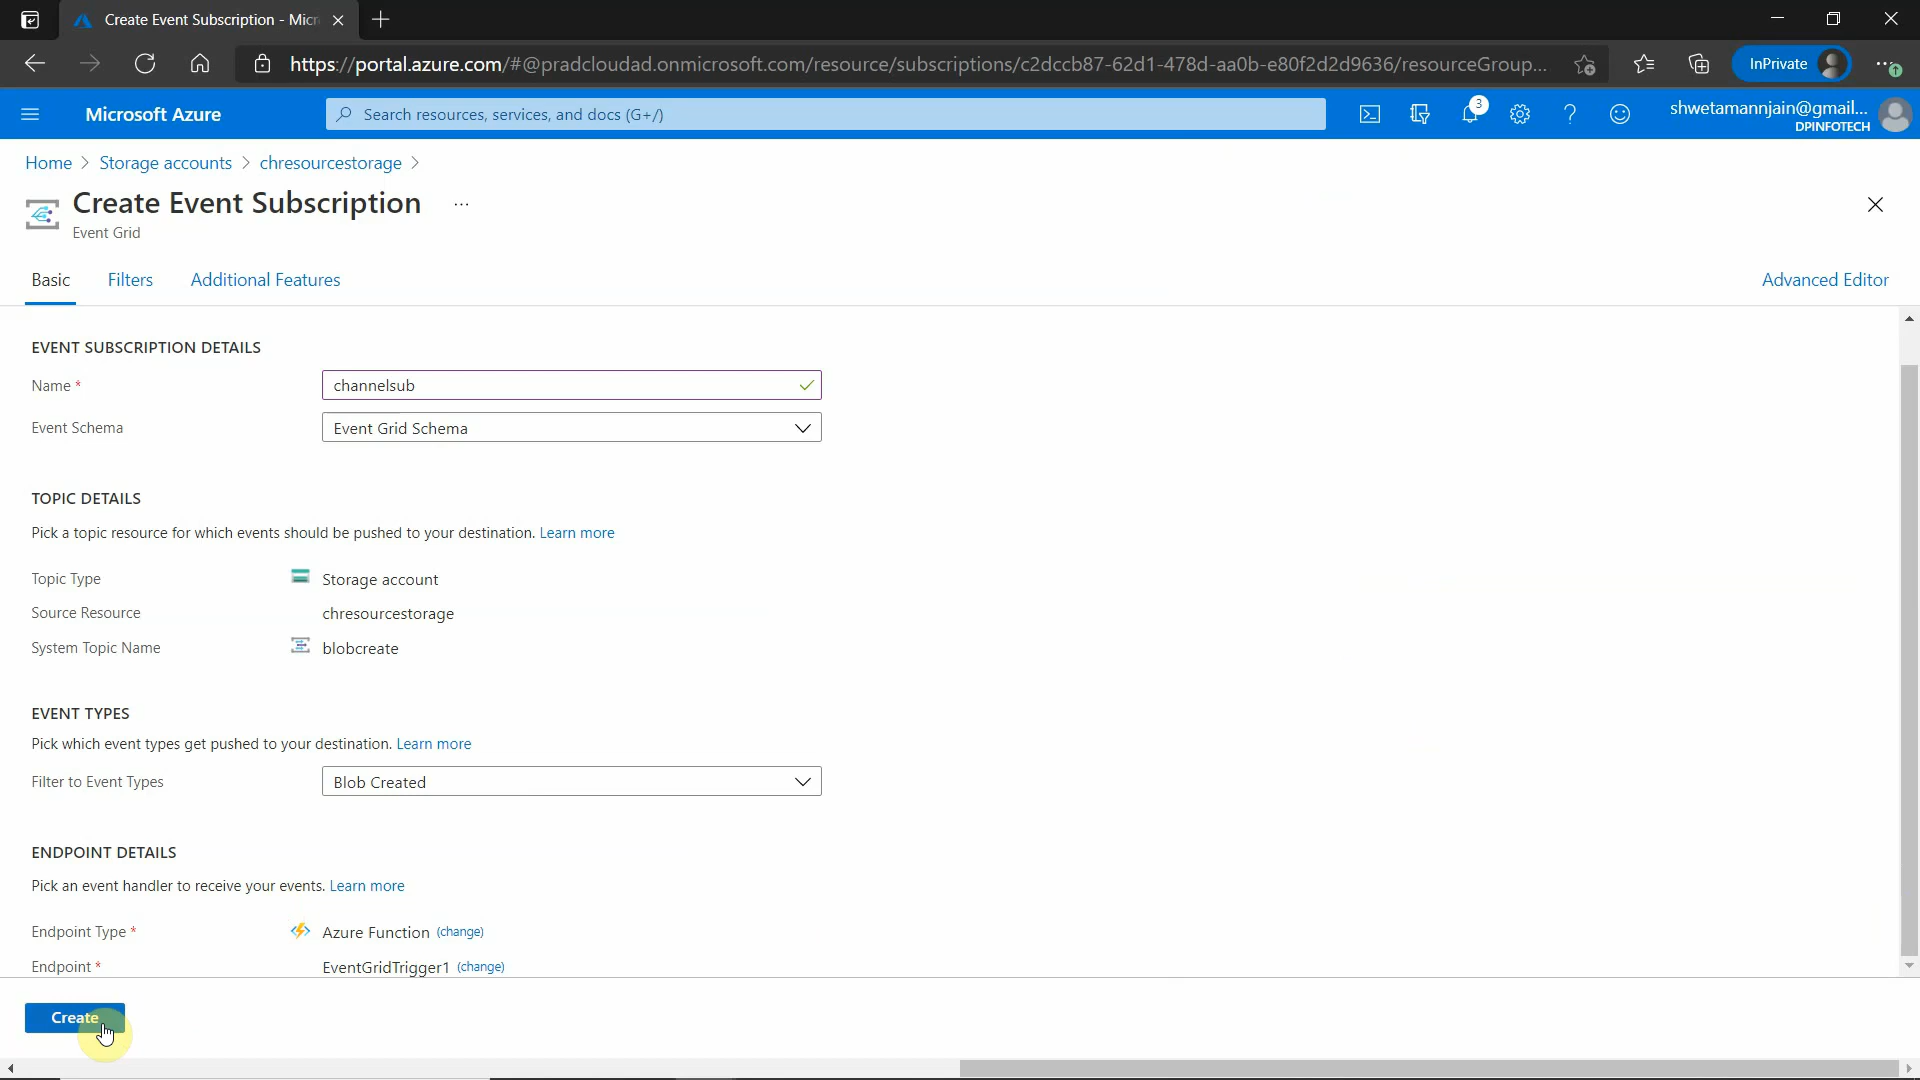 Create Event Subscription - Micr
https://portal.azure.com/#@pradcloudad.onmicrosoft.com/resource/subscriptions/c2dccb87-62d1-478d-aa0b-e80f2d2d9636/resourceGroup...
InPrivate
Microsoft Azure
Search resources, services, and docs (G+/)
3
shwetamannjain@gmail...
DPINFOTECH
Home > Storage accounts > chresourcestorage >
Create Event Subscription ...
Event Grid
Basic Filters Additional Features Advanced Editor
EVENT SUBSCRIPTION DETAILS
Name * channelsub
Event Schema Event Grid Schema
TOPIC DETAILS
Pick a topic resource for which events should be pushed to your destination. Learn more
Topic Type Storage account
Source Resource chresourcestorage
System Topic Name blobcreate
EVENT TYPES
Pick which event types get pushed to your destination. Learn more
Filter to Event Types Blob Created
ENDPOINT DETAILS
Pick an event handler to receive your events. Learn more
Endpoint Type * Azure Function (change)
Endpoint * EventGridTrigger1 (change)
Create